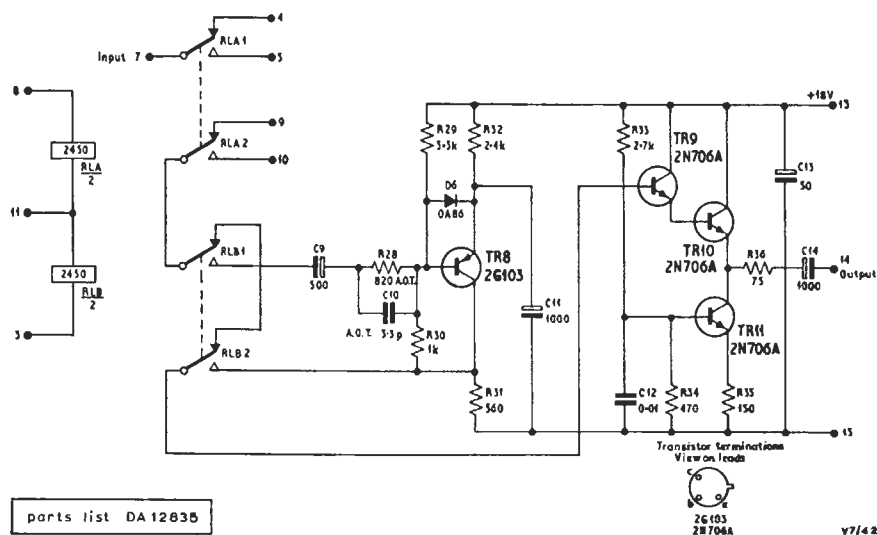 4
RLA1
Input 7
5
8
+18V
13
9
2450
RLA
2
RLA2
10
R29
3·3k
R32
2·4k
R33
2·7k
TR9
2N706A
C13
50
D6
OA86
11
RLB1
C9
500
R28
820 A.O.T.
TR8
2G103
TR10
2N706A
R36
75
C14
1000
14
Output
2450
RLB
2
C10
A.O.T.
3·3p
C11
1000
TR11
2N706A
3
RLB2
R30
1k
R31
560
C12
0·01
R34
470
R35
150
15
Transistor terminations
View on leads
c
b
e
2G103
2N706A
parts list DA12835
Y7/42